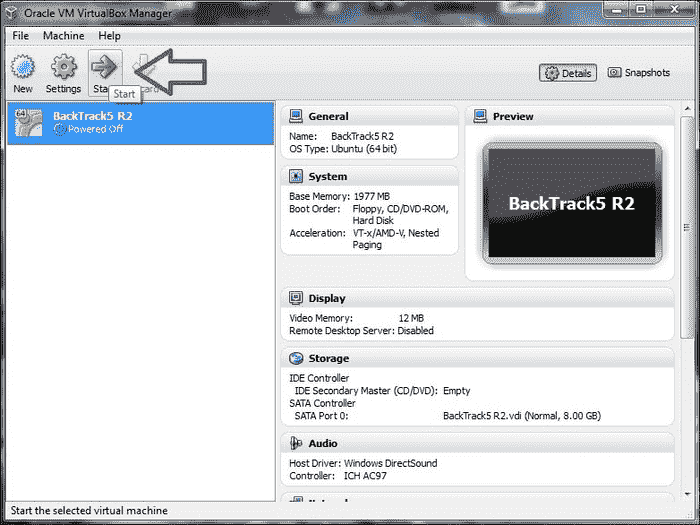 Oracle VM VirtualBox Manager
File Machine Help
New Settings Sta
Start
Details Snapshots
64
BackTrack5 R2
Powered Off
General
Name: BackTrack5 R2
OS Type: Ubuntu (64 bit)
System
Base Memory: 1977 MB
Boot Order: Floppy, CD/DVD-ROM,
Hard Disk
Acceleration: VT-x/AMD-V, Nested
Paging
Preview
BackTrack5 R2
Display
Video Memory: 12 MB
Remote Desktop Server: Disabled
Storage
IDE Controller
IDE Secondary Master (CD/DVD): Empty
SATA Controller
SATA Port 0: BackTrack5 R2.vdi (Normal, 8.00 GB)
Audio
Host Driver: Windows DirectSound
Controller: ICH AC97
Start the selected virtual machine